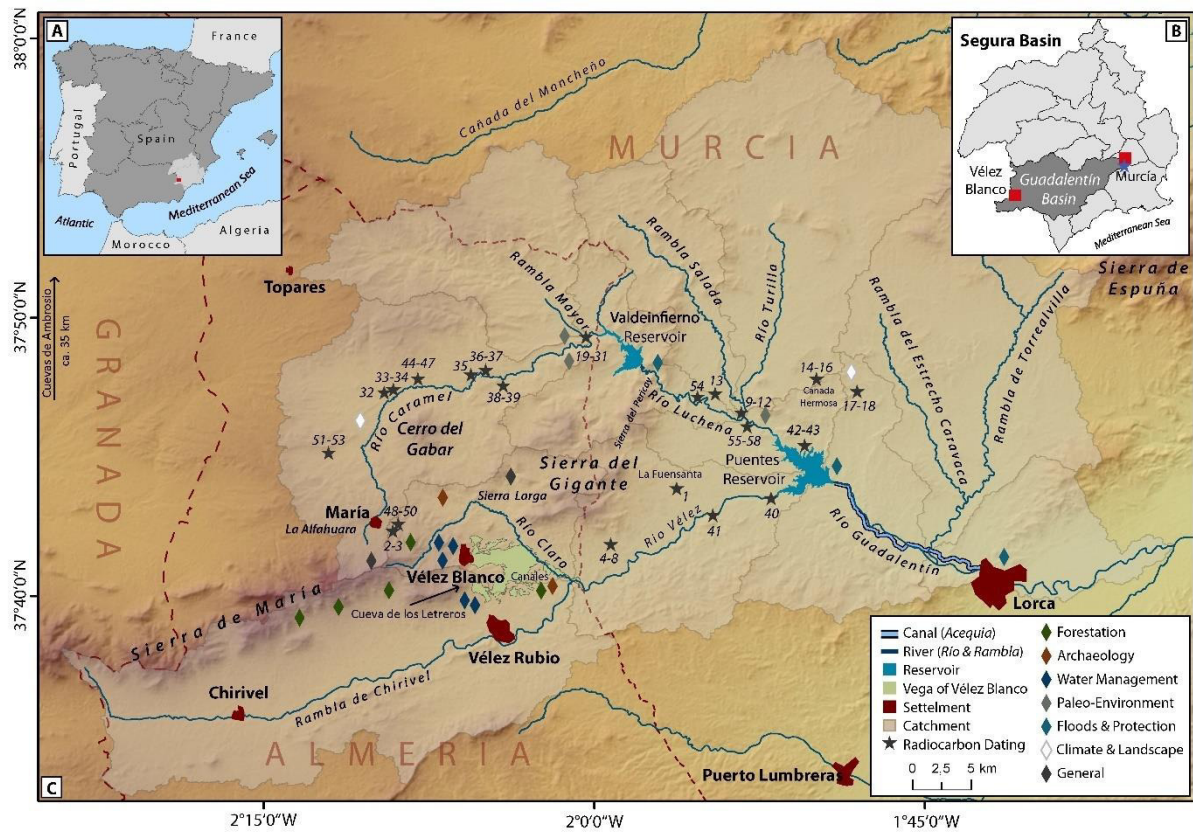 A
France
Portugal
Spain
Atlantic
Mediterranean Sea
Morocco
Algeria
B
Segura Basin
Vélez
Blanco
Guadalentín
Basin
Murcía
Mediterranean Sea
C
38°0'0"N
37°50'0"N
37°40'0"N
2°15'0"W
2°0'0"W
1°45'0"W
Cuevas de Ambrosio
ca. 35 km
GRANADA
MURCIA
ALMERIA
Cañada del Mancheño
Topares
Rambla Mayor
Rambla Salada
Río Turilla
Rambla del Estrecho Caravaca
Rambla de Torrealvilla
Sierra de
Espuña
Valdeinfierno
Reservoir
19-31
36-37
35
44-47
33-34
32
38-39
Río Caramel
Cerro del
Gabar
51-53
Sierra del Pericay
Río Luchena
54
13
9-12
55-58
14-16
Cañada
Hermosa
17-18
42-43
Puentes
Reservoir
La Fuensanta
1
Sierra del
Gigante
Sierra Larga
María
La Alfahuara
48-50
2-3
Río Claro
Río Vélez
4-8
41
40
Río Guadalentín
Lorca
Vélez Blanco
Canales
Cueva de los Letreros
Sierra de María
Vélez Rubio
Chirivel
Rambla de Chirivel
Puerto Lumbreras
Canal (Acequia)
River (Río & Rambla)
Reservoir
Vega of Vélez Blanco
Settelment
Catchment
Radiocarbon Dating
0 2,5 5 km
Forestation
Archaeology
Water Management
Paleo-Environment
Floods & Protection
Climate & Landscape
General